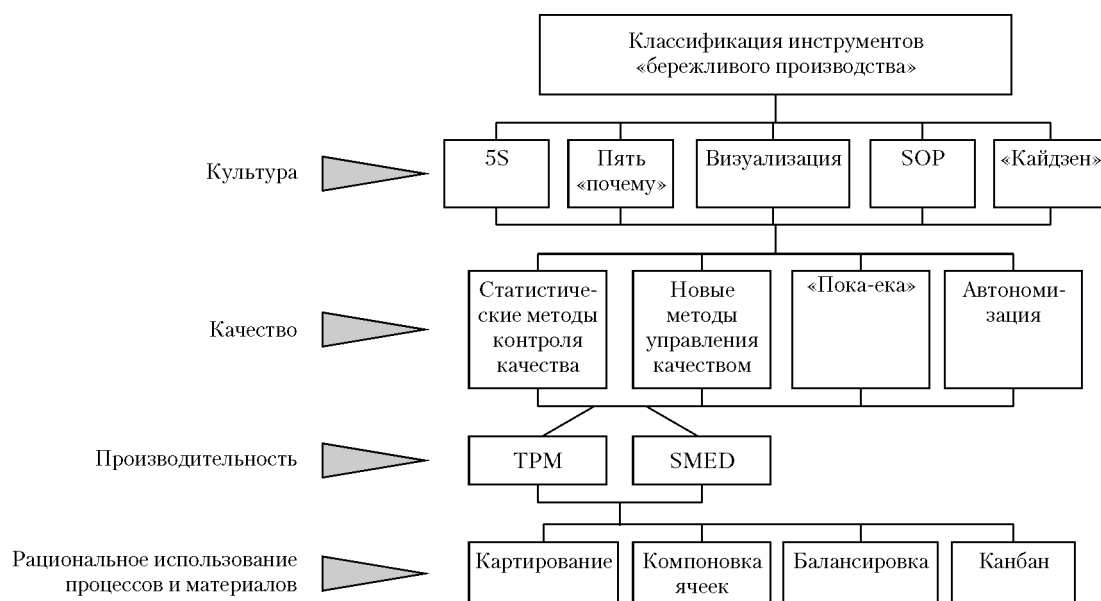 Классификация инструментов
«бережливого производства»
Культура
5S
Пять
«почему»
Визуализация
SOP
«Кайдзен»
Качество
Статистиче-
ские методы
контроля
качества
Новые
методы
управления
качеством
«Пока-ека»
Автономи-
зация
Производительность
TPM
SMED
Рациональное использование
процессов и материалов
Картирование
Компоновка
ячеек
Балансировка
Канбан